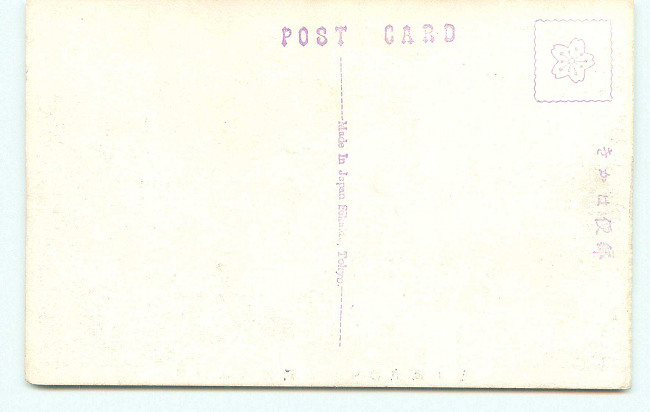 POST CARD
Made In Japan Tokyo.
きかは便郵